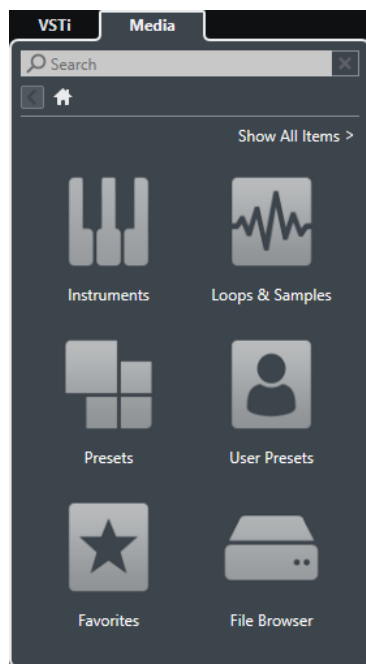 VSTi Media
Search
Show All Items >
Instruments Loops & Samples
Presets User Presets
Favorites File Browser